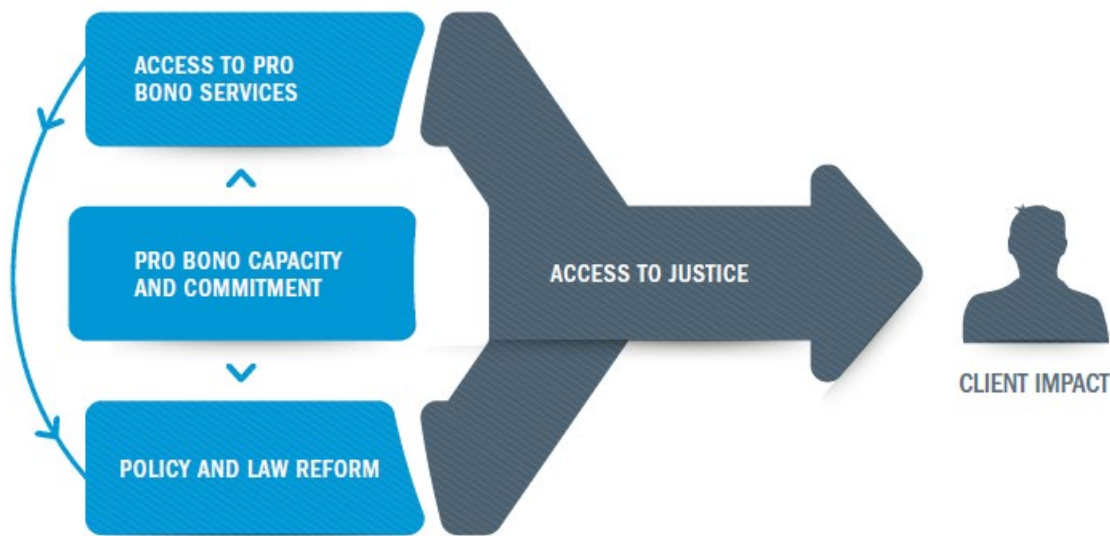 ACCESS TO PRO
BONO SERVICES
PRO BONO CAPACITY
AND COMMITMENT
ACCESS TO JUSTICE
CLIENT IMPACT
POLICY AND LAW REFORM